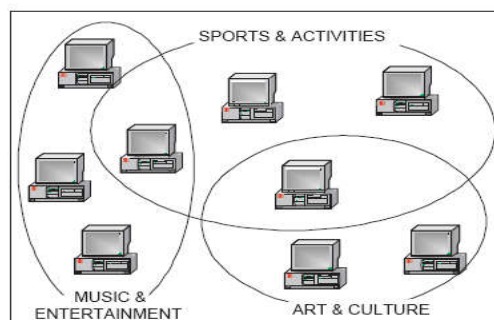 SPORTS & ACTIVITIES
MUSIC &
ENTERTAINMENT
ART & CULTURE